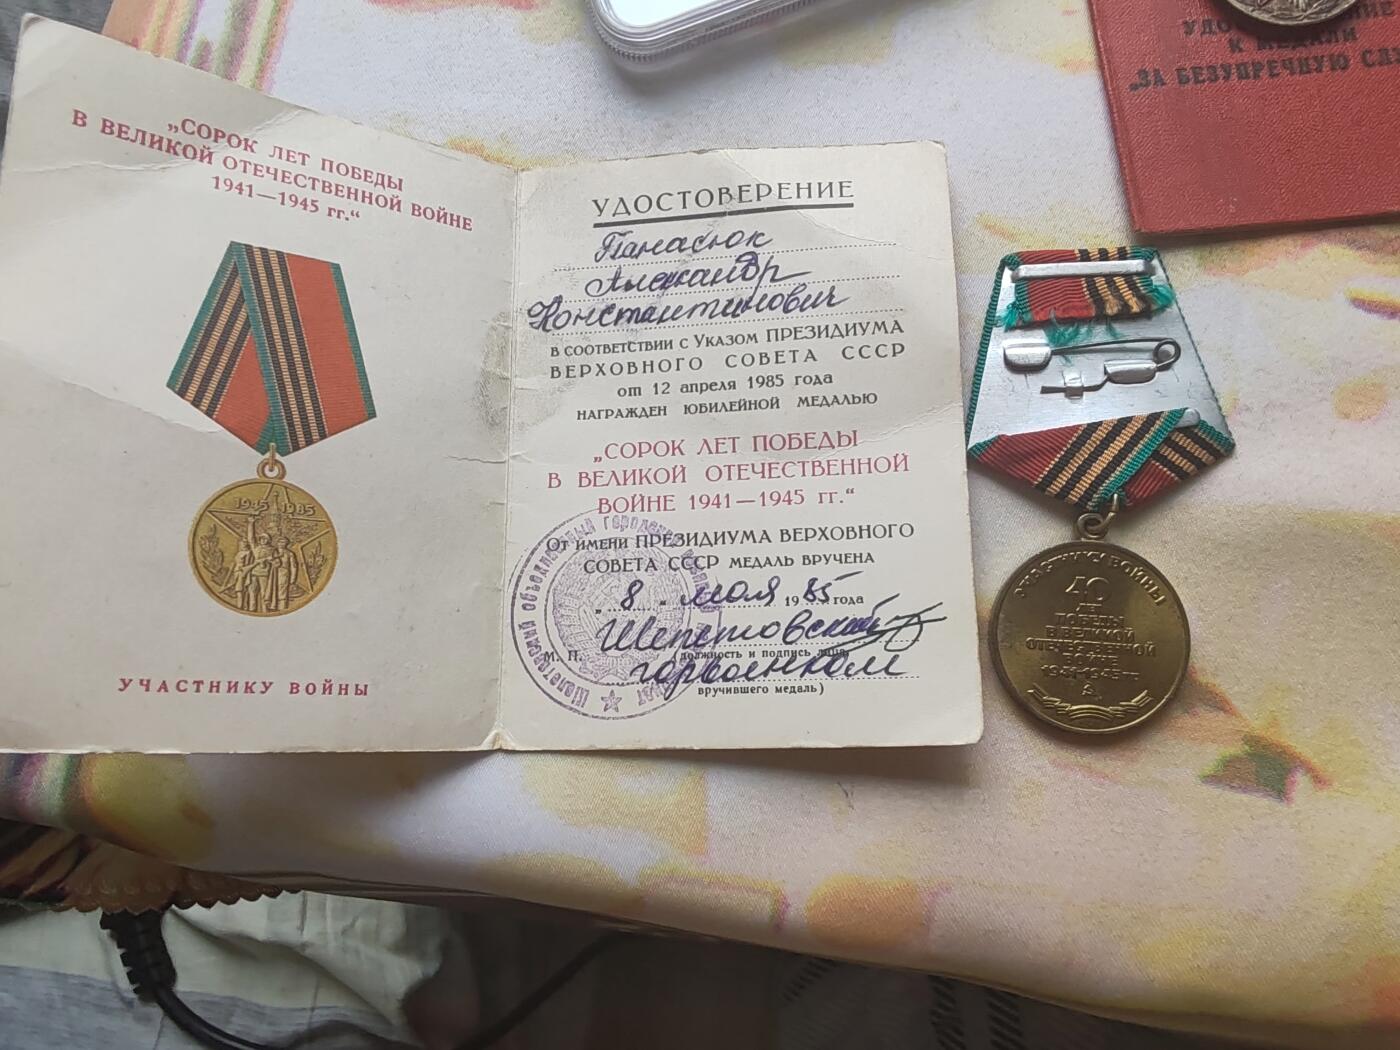 „СОРОК ЛЕТ ПОБЕДЫ
В ВЕЛИКОЙ ОТЕЧЕСТВЕННОЙ ВОЙНЕ
1941—1945 гг.“
1945 1985
УЧАСТНИКУ ВОЙНЫ
УДОСТОВЕРЕНИЕ
Панасюк
Александр
Константинович
в соответствии с Указом ПРЕЗИДИУМА
ВЕРХОВНОГО СОВЕТА СССР
от 12 апреля 1985 года
награжден юбилейной медалью
„СОРОК ЛЕТ ПОБЕДЫ
В ВЕЛИКОЙ ОТЕЧЕСТВЕННОЙ
ВОЙНЕ 1941—1945 гг.“
От имени ПРЕЗИДИУМА ВЕРХОВНОГО
СОВЕТА СССР медаль вручена
„8“ мая 1985 года
Шепетовский
М. П.
(должность и подпись лица,
горвоенком
вручившего медаль)
объединенный городской
УЧАСТНИКУ ВОЙНЫ
40
ЛЕТ
ПОБЕДЫ
В ВЕЛИКОЙ
ОТЕЧЕСТВЕННОЙ
ВОЙНЕ
1941-1945 гг
К МЕДАЛИ
„ЗА БЕЗУПРЕЧНУЮ